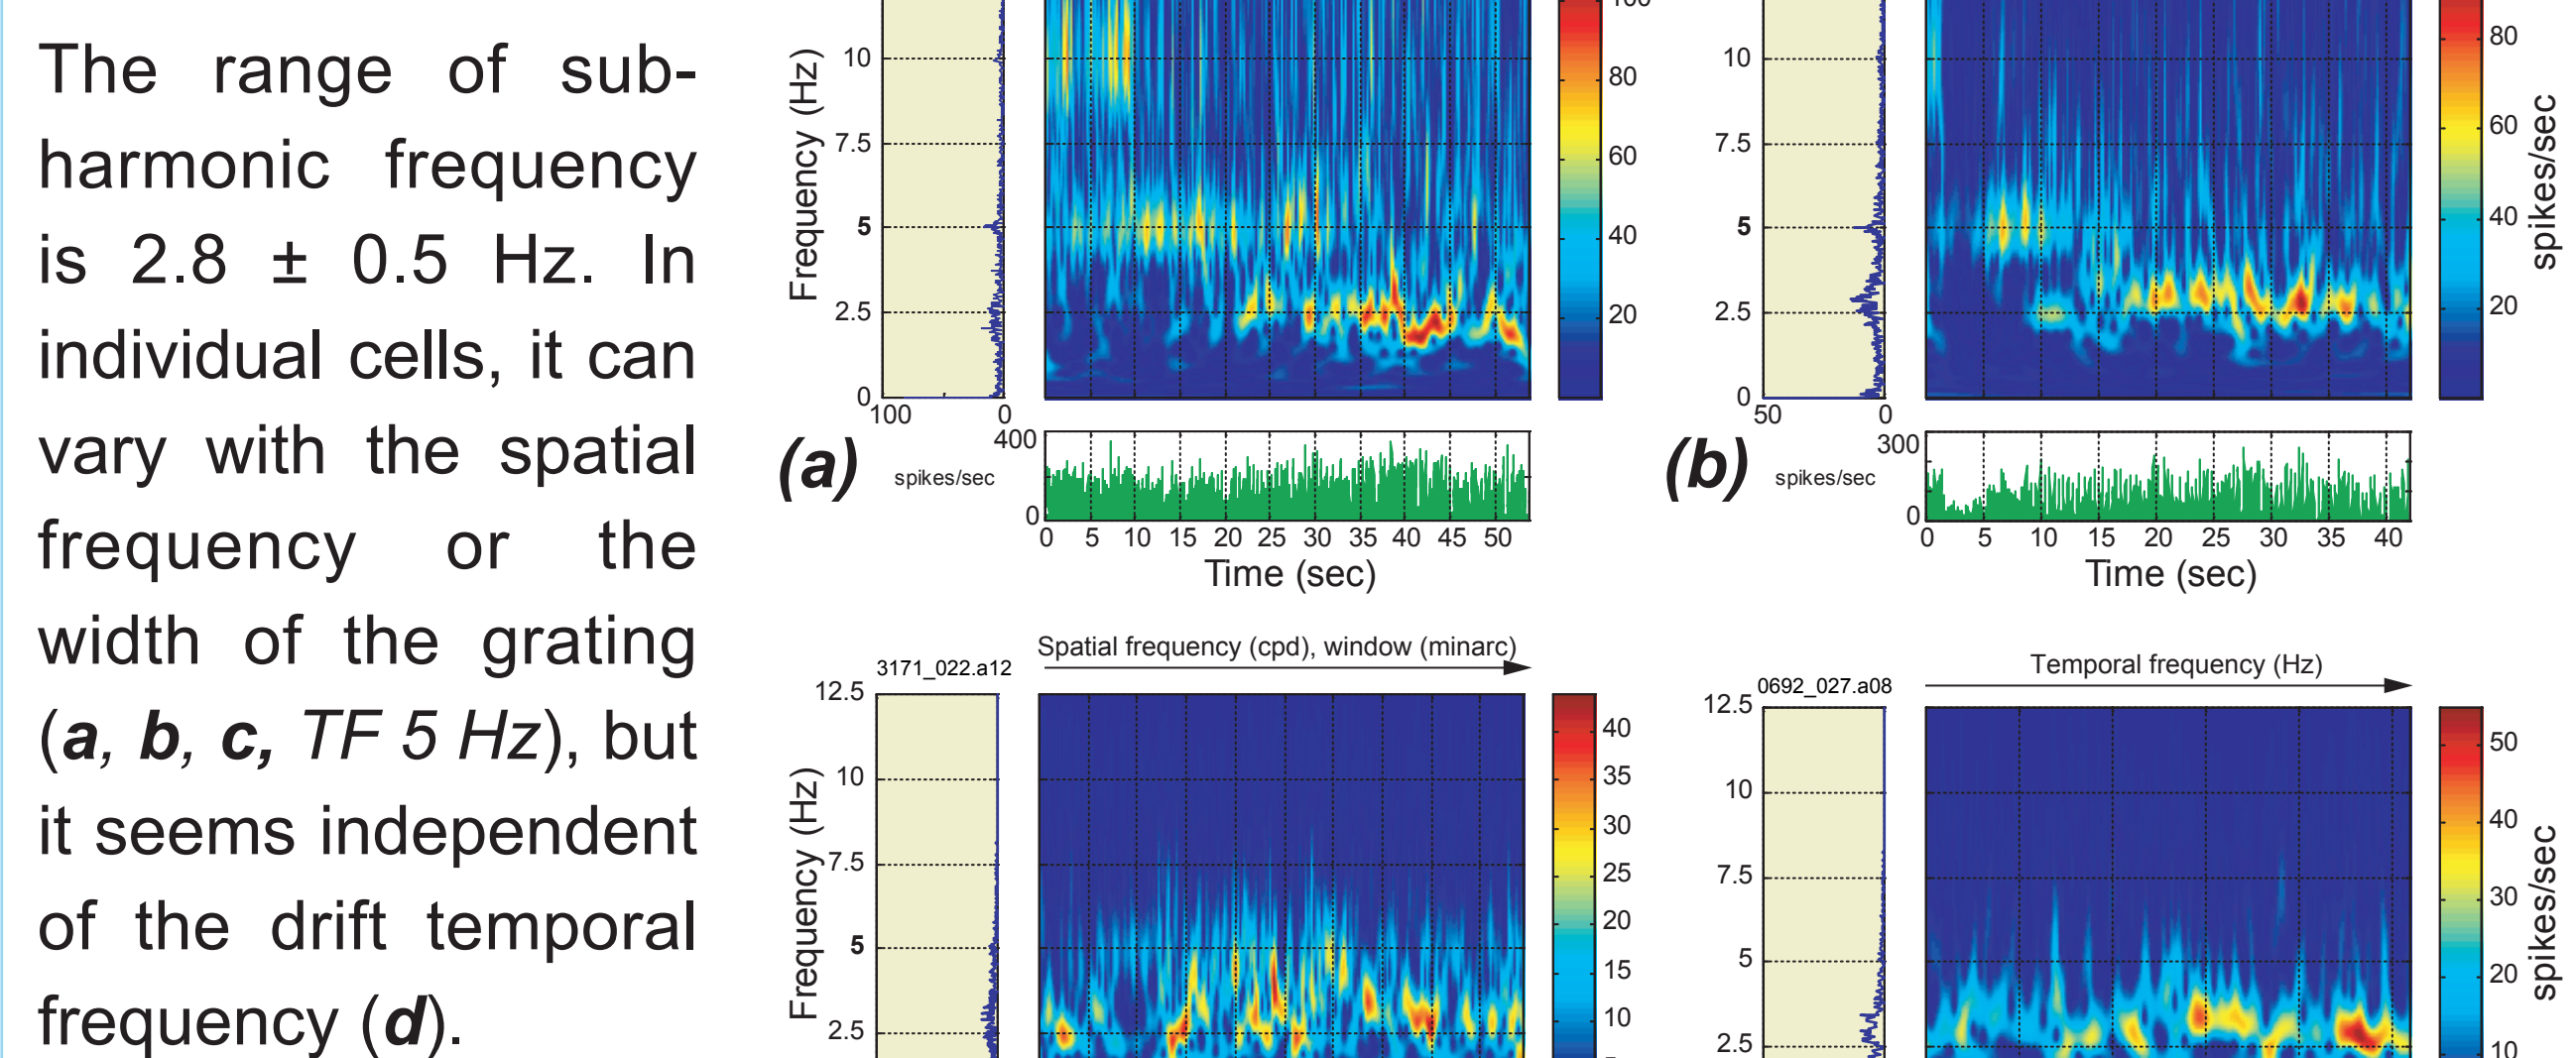 The range of sub-
harmonic frequency
is 2.8 ± 0.5 Hz. In
individual cells, it can
vary with the spatial
frequency or the
width of the grating
(a, b, c, TF 5 Hz), but
it seems independent
of the drift temporal
frequency (d).
Frequency (Hz)
10
7.5
5
2.5
0
100 0
100
80
60
40
20
(a)
spikes/sec
400
0
0 5 10 15 20 25 30 35 40 45 50
Time (sec)
10
7.5
5
2.5
0
50 0
80
60
40
20
spikes/sec
(b)
spikes/sec
300
0
0 5 10 15 20 25 30 35 40
Time (sec)
Spatial frequency (cpd), window (minarc)
3171_022.a12
Frequency (Hz)
12.5
10
7.5
5
2.5
40
35
30
25
20
15
10
Temporal frequency (Hz)
0692_027.a08
12.5
10
7.5
5
2.5
50
40
30
20
10
spikes/sec